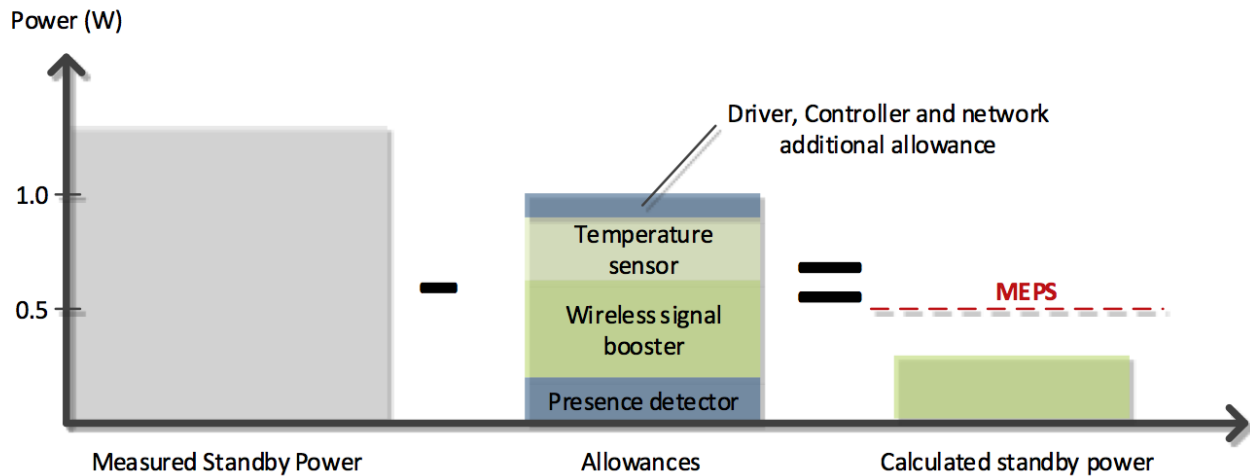 Power (W)
Driver, Controller and network
additional allowance
1.0
Temperature
sensor
MEPS
0.5
Wireless signal
booster
Presence detector
Measured Standby Power
Allowances
Calculated standby power